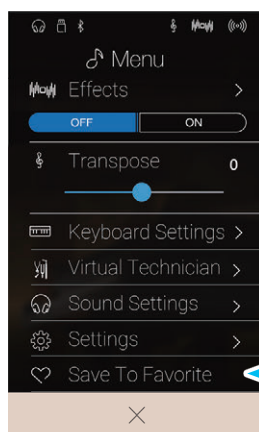 Menu
Effects
OFF ON
Transpose 0
Keyboard Settings
Virtual Technician
Sound Settings
Settings
Save To Favorite